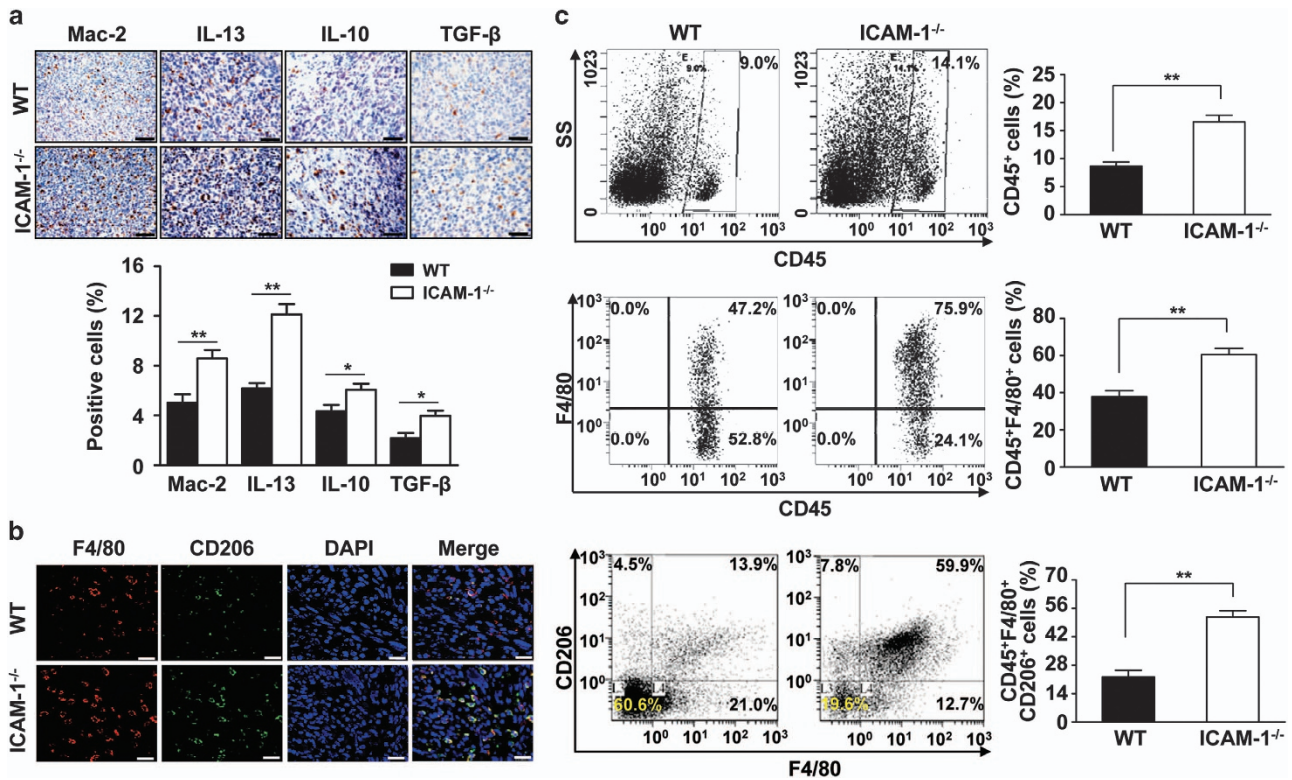 a
Mac-2 IL-13 IL-10 TGF-β
WT
ICAM-1⁻/⁻
Positive cells (%)
16
12
8
4
0
** ** * *
WT
ICAM-1⁻/⁻
Mac-2 IL-13 IL-10 TGF-β
b
F4/80 CD206 DAPI Merge
WT
ICAM-1⁻/⁻
c
WT ICAM-1⁻/⁻
SS
1023
0
E
9.0%
9.0%
10⁰ 10¹ 10² 10³
1023
0
E
14.1%
14.1%
10⁰ 10¹ 10² 10³
CD45
CD45⁺ cells (%)
25
20
15
10
5
0
**
WT ICAM-1⁻/⁻
F4/80
10³
10²
10¹
10⁰
0.0% 47.2%
0.0% 52.8%
10⁰ 10¹ 10² 10³
10³
10²
10¹
10⁰
0.0% 75.9%
0.0% 24.1%
10⁰ 10¹ 10² 10³
CD45
CD45⁺F4/80⁺ cells (%)
80
60
40
20
0
**
WT ICAM-1⁻/⁻
CD206
10³
10²
10¹
10⁰
4.5% 13.9%
60.6% 21.0%
10⁰ 10¹ 10² 10³
10³
10²
10¹
10⁰
7.8% 59.9%
19.6% 12.7%
10⁰ 10¹ 10² 10³
F4/80
CD45⁺F4/80⁺
CD206⁺ cells (%)
70
56
42
28
14
0
**
WT ICAM-1⁻/⁻